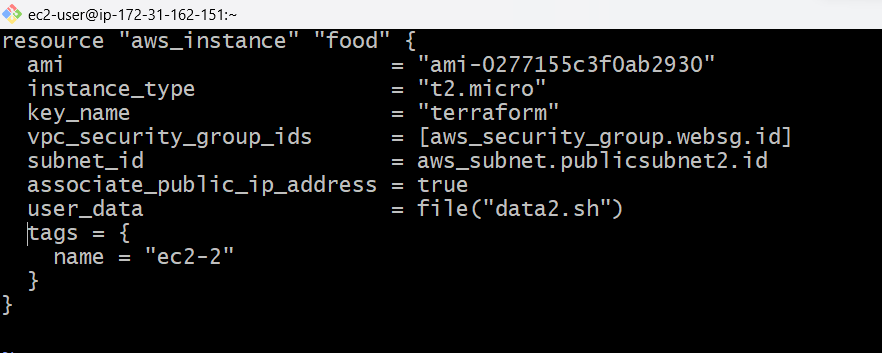 ec2-user@ip-172-31-162-151:~
resource "aws_instance" "food" {
  ami                         = "ami-0277155c3f0ab2930"
  instance_type               = "t2.micro"
  key_name                    = "terraform"
  vpc_security_group_ids      = [aws_security_group.websg.id]
  subnet_id                   = aws_subnet.publicsubnet2.id
  associate_public_ip_address = true
  user_data                   = file("data2.sh")
  tags = {
    name = "ec2-2"
  }
}